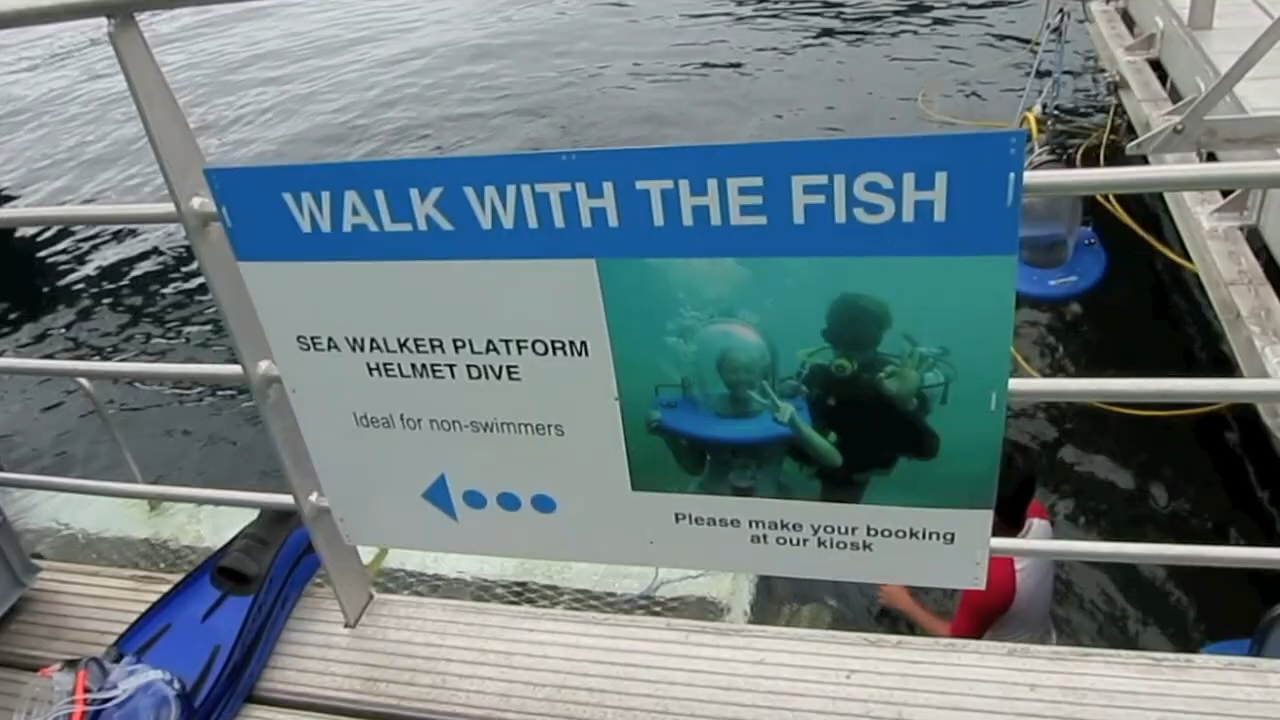 WALK WITH THE FISH
SEA WALKER PLATFORM
HELMET DIVE
Ideal for non-swimmers
Please make your booking
at our kiosk